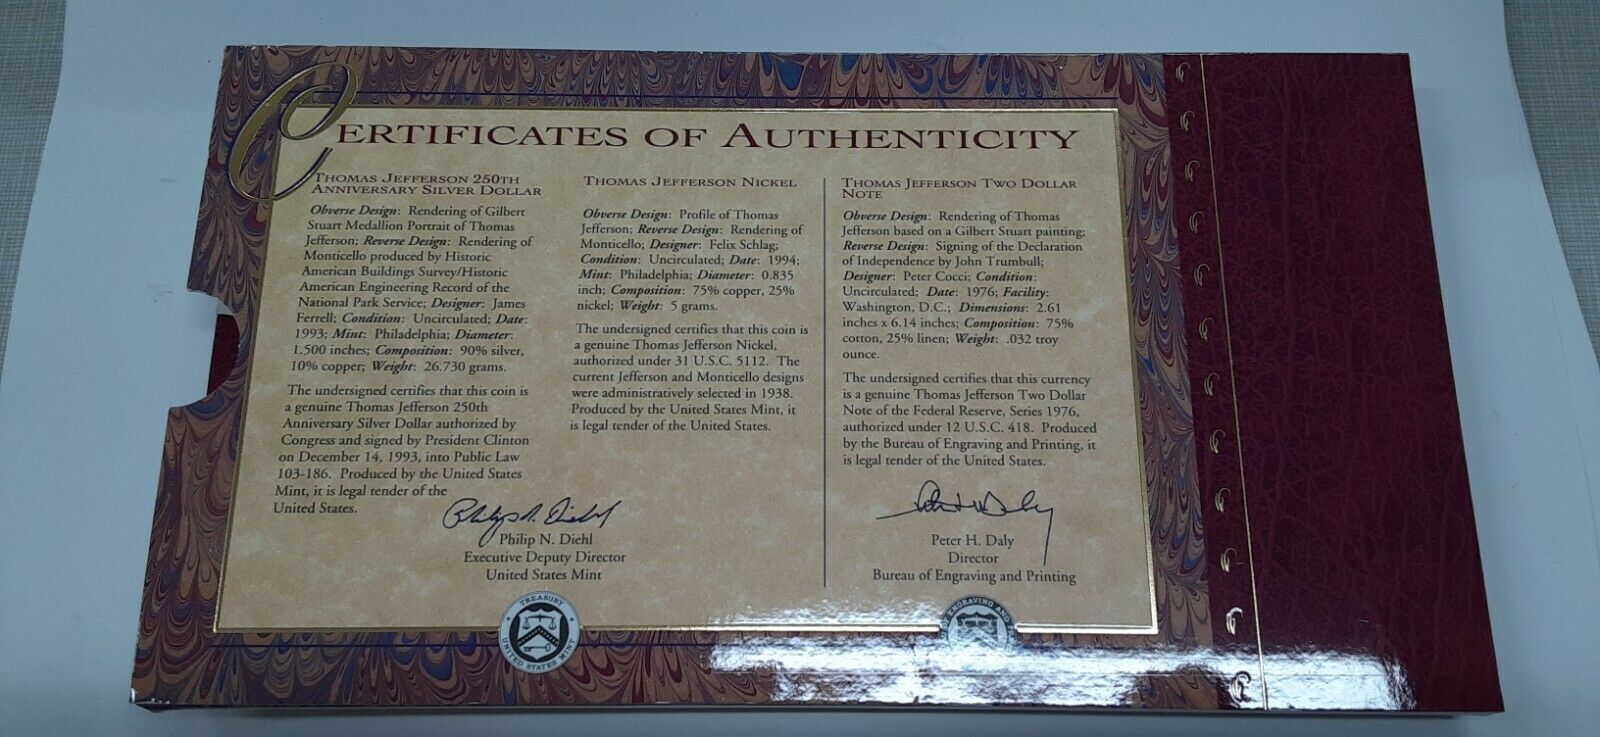 CERTIFICATES OF AUTHENTICITY
THOMAS JEFFERSON 250TH
ANNIVERSARY SILVER DOLLAR
Obverse Design: Rendering of Gilbert
Stuart Medallion Portrait of Thomas
Jefferson; Reverse Design: Rendering of
Monticello produced by Historic
American Buildings Survey/Historic
American Engineering Record of the
National Park Service; Designer: James
Ferrell; Condition: Uncirculated; Date:
1993; Mint: Philadelphia; Diameter:
1.500 inches; Composition: 90% silver,
10% copper; Weight: 26.730 grams.
The undersigned certifies that this coin is
a genuine Thomas Jefferson 250th
Anniversary Silver Dollar authorized by
Congress and signed by President Clinton
on December 14, 1993, into Public Law
103-186. Produced by the United States
Mint, it is legal tender of the
United States.
THOMAS JEFFERSON NICKEL
Obverse Design: Profile of Thomas
Jefferson; Reverse Design: Rendering of
Monticello; Designer: Felix Schlag;
Condition: Uncirculated; Date: 1994;
Mint: Philadelphia; Diameter: 0.835
inch; Composition: 75% copper, 25%
nickel; Weight: 5 grams.
The undersigned certifies that this coin is
a genuine Thomas Jefferson Nickel,
authorized under 31 U.S.C. 5112. The
current Jefferson and Monticello designs
were administratively selected in 1938.
Produced by the United States Mint, it
is legal tender of the United States.
Philip N. Diehl
Philip N. Diehl
Executive Deputy Director
United States Mint
TREASURY
UNITED STATES MINT
THOMAS JEFFERSON TWO DOLLAR
NOTE
Obverse Design: Rendering of Thomas
Jefferson based on a Gilbert Stuart painting;
Reverse Design: Signing of the Declaration
of Independence by John Trumbull;
Designer: Peter Cocci; Condition:
Uncirculated; Date: 1976; Facility:
Washington, D.C.; Dimensions: 2.61
inches x 6.14 inches; Composition: 75%
cotton, 25% linen; Weight: .032 troy
ounce.
The undersigned certifies that this currency
is a genuine Thomas Jefferson Two Dollar
Note of the Federal Reserve, Series 1976,
authorized under 12 U.S.C. 418. Produced
by the Bureau of Engraving and Printing, it
is legal tender of the United States.
Peter H. Daly
Director
Bureau of Engraving and Printing
ENGRAVING AND